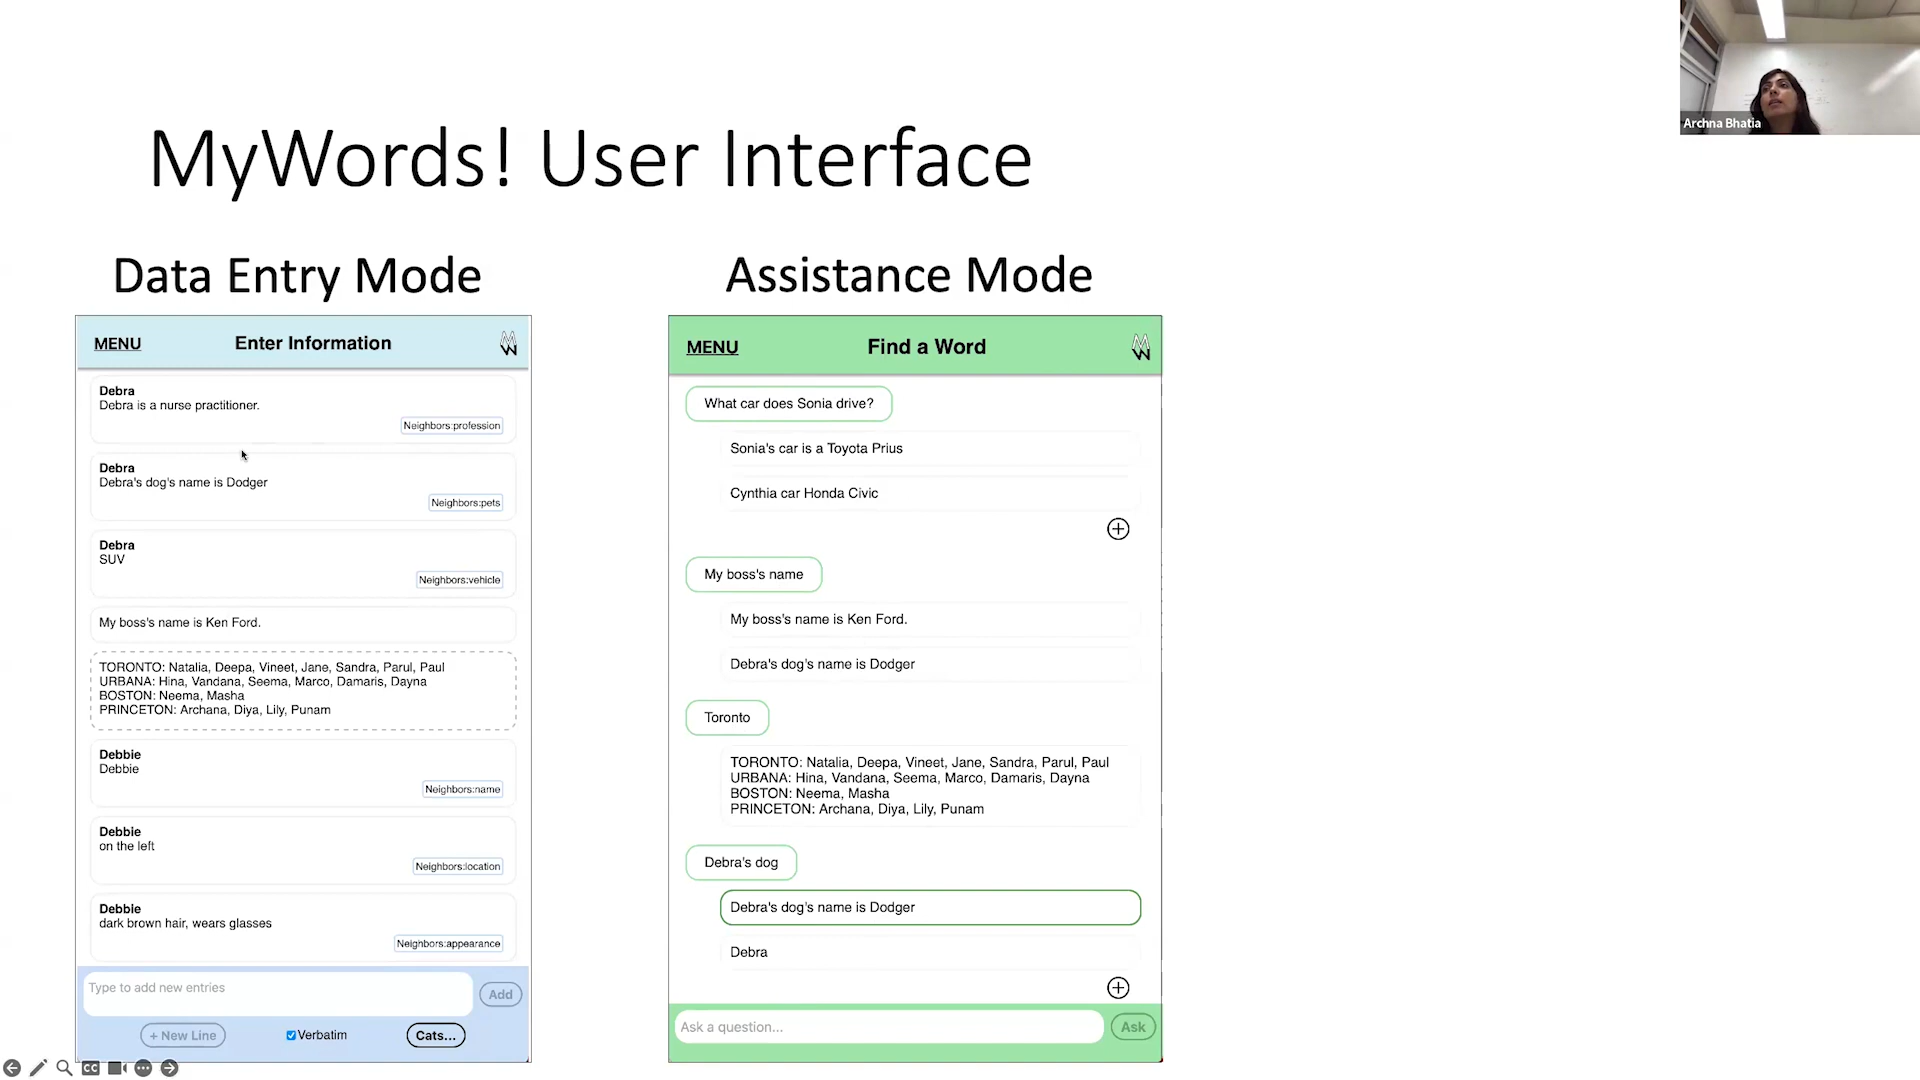 Archna Bhatia
MyWords! User Interface
Data Entry Mode
MENU
Enter Information
Debra
Debra is a nurse practitioner.
Neighbors:profession
Debra
Debra's dog's name is Dodger
Neighbors:pets
Debra
SUV
Neighbors:vehicle
My boss's name is Ken Ford.
TORONTO: Natalia, Deepa, Vineet, Jane, Sandra, Parul, Paul
URBANA: Hina, Vandana, Seema, Marco, Damaris, Dayna
BOSTON: Neema, Masha
PRINCETON: Archana, Diya, Lily, Punam
Debbie
Debbie
Neighbors:name
Debbie
on the left
Neighbors:location
Debbie
dark brown hair, wears glasses
Neighbors:appearance
Type to add new entries
Add
+ New Line
Verbatim
Cats...
Assistance Mode
MENU
Find a Word
What car does Sonia drive?
Sonia's car is a Toyota Prius
Cynthia car Honda Civic
My boss's name
My boss's name is Ken Ford.
Debra's dog's name is Dodger
Toronto
TORONTO: Natalia, Deepa, Vineet, Jane, Sandra, Parul, Paul
URBANA: Hina, Vandana, Seema, Marco, Damaris, Dayna
BOSTON: Neema, Masha
PRINCETON: Archana, Diya, Lily, Punam
Debra's dog
Debra's dog's name is Dodger
Debra
Ask a question...
Ask
CC